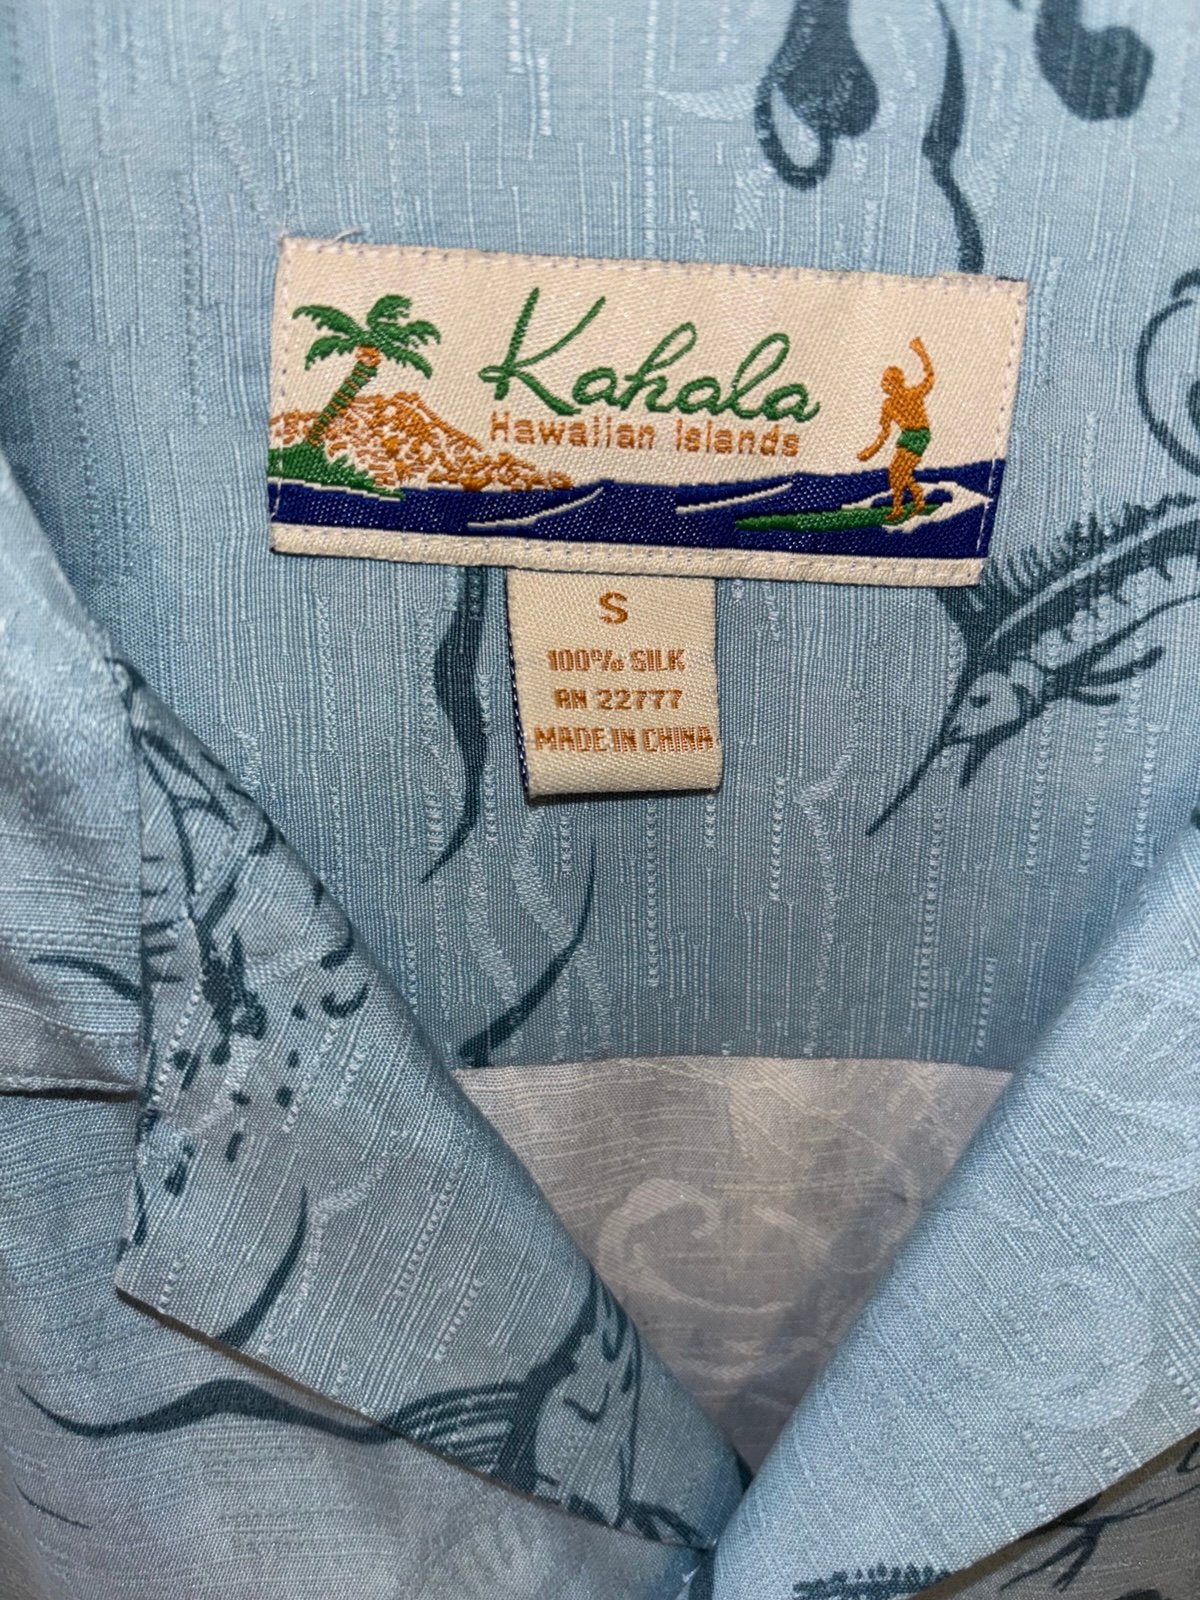 Kahala
Hawaiian Islands
S
100% SILK
RN 22777
MADE IN CHINA